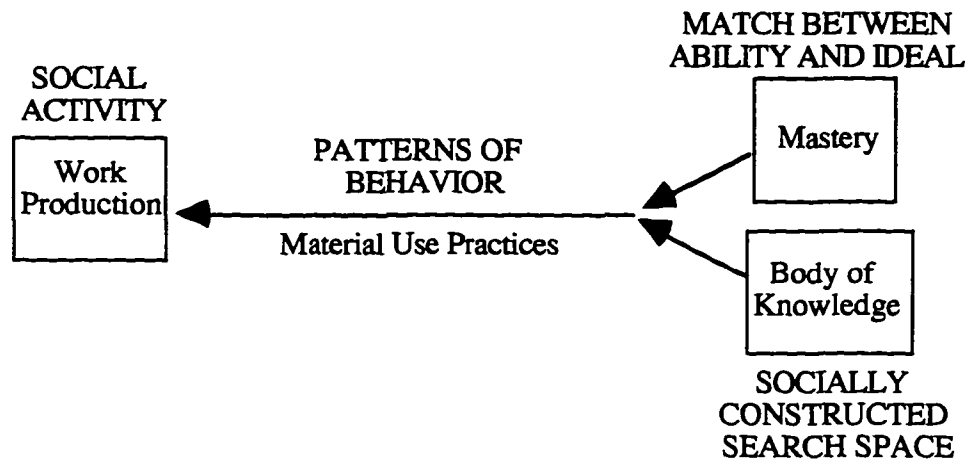 SOCIAL
ACTIVITY
Work
Production
PATTERNS OF
BEHAVIOR
Material Use Practices
MATCH BETWEEN
ABILITY AND IDEAL
Mastery
Body of
Knowledge
SOCIALLY
CONSTRUCTED
SEARCH SPACE